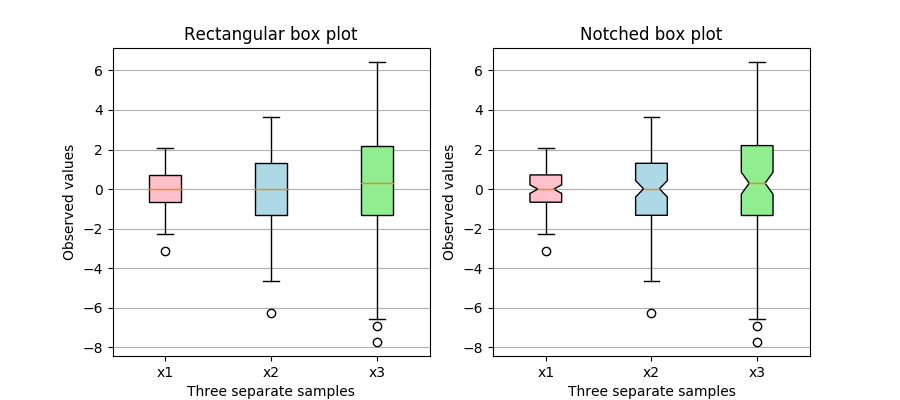 Rectangular box plot
Observed values
6
4
2
0
−2
−4
−6
−8
x1 x2 x3
Three separate samples
Notched box plot
Observed values
6
4
2
0
−2
−4
−6
−8
x1 x2 x3
Three separate samples